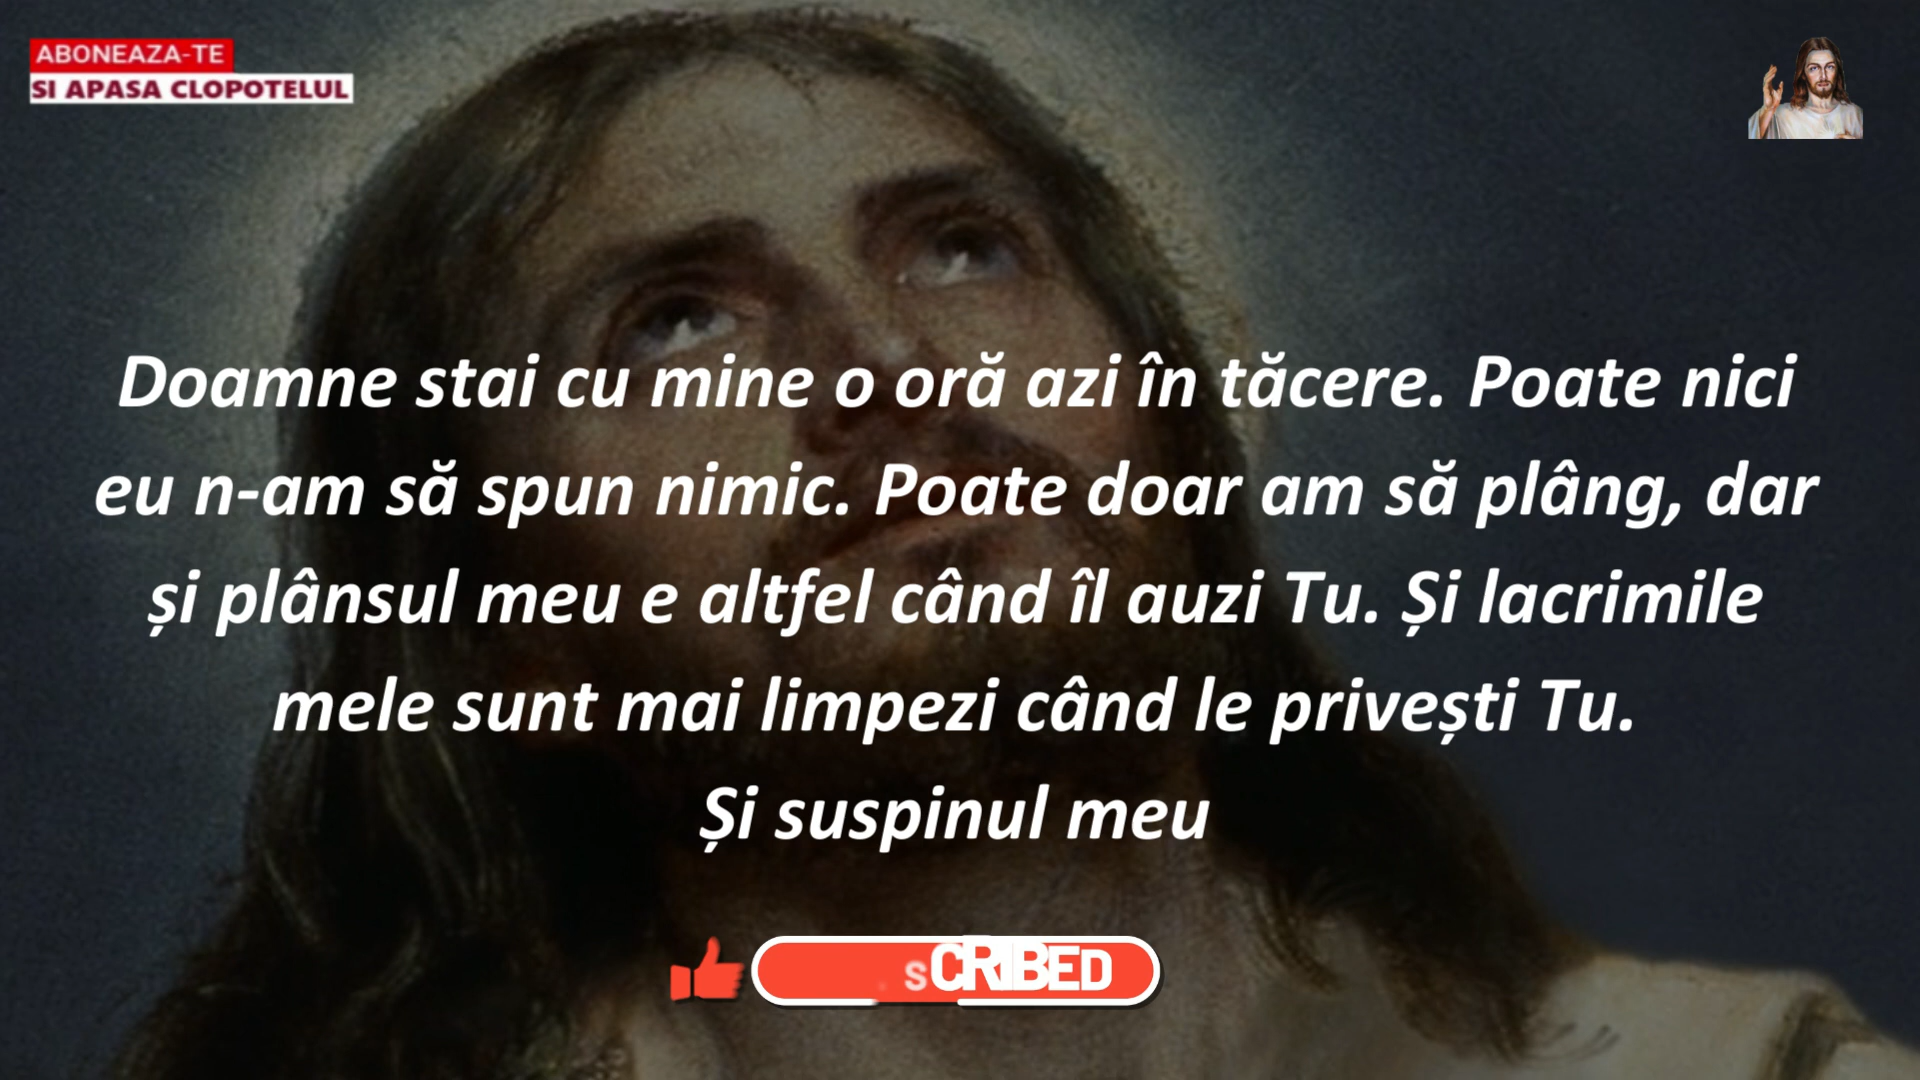 ABONEAZA-TE
SI APASA CLOPOTELUL
Doamne stai cu mine o oră azi în tăcere. Poate nici
eu n-am să spun nimic. Poate doar am să plâng, dar
și plânsul meu e altfel când îl auzi Tu. Și lacrimile
mele sunt mai limpezi când le privești Tu.
Și suspinul meu
SCRIBED